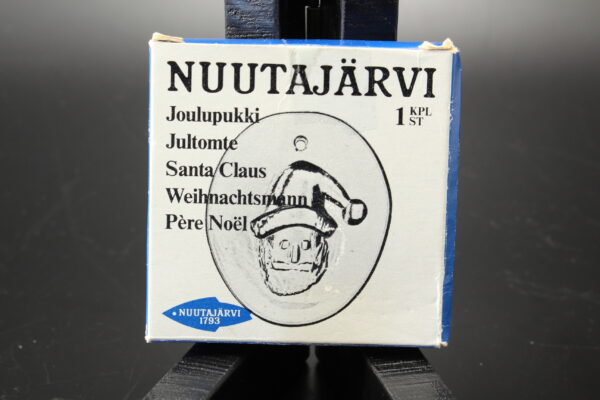 NUUTAJÄRVI
Joulupukki
1 KPL
ST
Jultomte
Santa Claus
Weihnachtsmann
Père Noël
NUUTAJÄRVI
1793